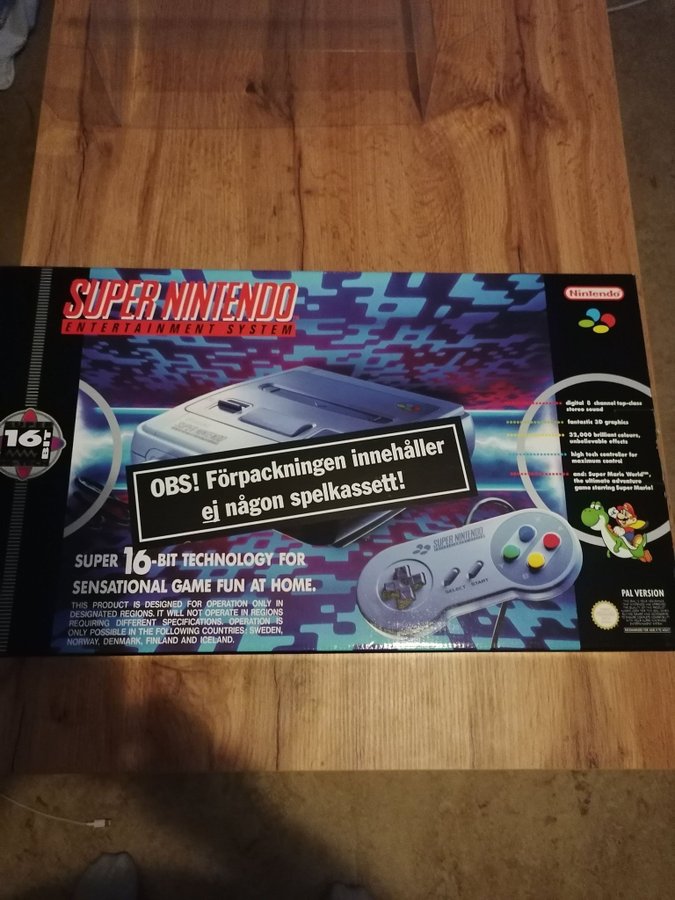 SUPER NINTENDO
ENTERTAINMENT SYSTEM
Nintendo
16
BIT
digital 8 channel top-class
stereo sound
fantastic 3D graphics
32,000 brilliant colours,
unbelievable effects
high tech controller for
maximum control
and: Super Mario World™,
the ultimate adventure
game starring Super Mario!
OBS! Förpackningen innehåller
ej någon spelkassett!
SUPER NINTENDO
SELECT START
SUPER 16-BIT TECHNOLOGY FOR
SENSATIONAL GAME FUN AT HOME.
THIS PRODUCT IS DESIGNED FOR OPERATION ONLY IN
DESIGNATED REGIONS. IT WILL NOT OPERATE IN REGIONS
REQUIRING DIFFERENT SPECIFICATIONS. OPERATION IS
ONLY POSSIBLE IN THE FOLLOWING COUNTRIES: SWEDEN,
NORWAY, DENMARK, FINLAND AND ICELAND.
PAL VERSION